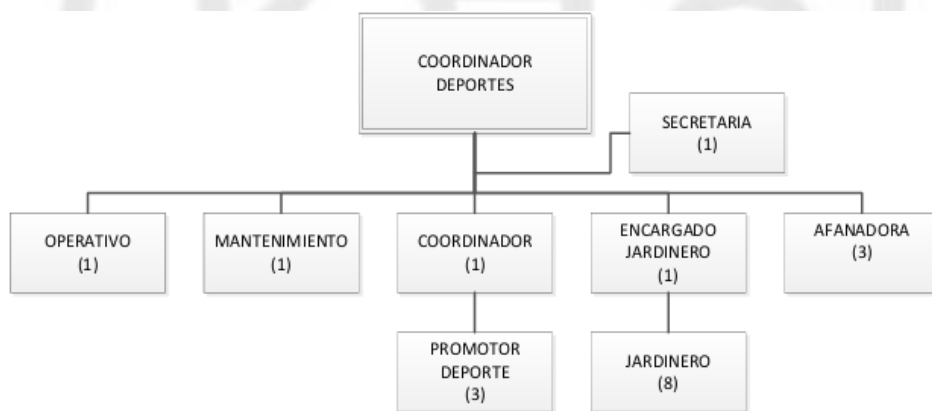 COORDINADOR
DEPORTES
SECRETARIA
(1)
OPERATIVO
(1)
MANTENIMIENTO
(1)
COORDINADOR
(1)
ENCARGADO
JARDINERO
(1)
AFANADORA
(3)
PROMOTOR
DEPORTE
(3)
JARDINERO
(8)